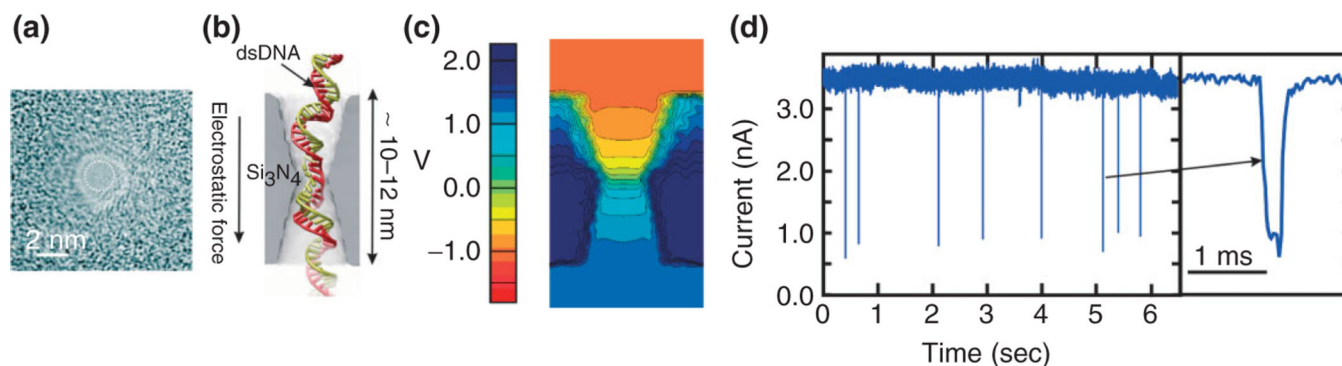 (a)
2 nm
(b)
dsDNA
Electrostatic force
Si3N4
~ 10–12 nm
(c)
2.0
1.0
V
0.0
−1.0
(d)
3.0
2.0
1.0
0.0
Current (nA)
0 1 2 3 4 5 6
Time (sec)
1 ms